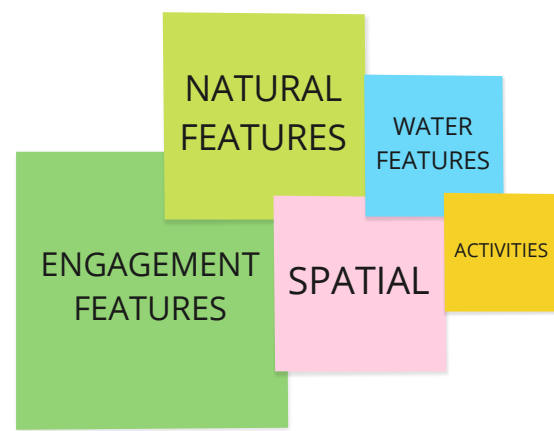 NATURAL
FEATURES
WATER
FEATURES
ENGAGEMENT
FEATURES
SPATIAL
ACTIVITIES